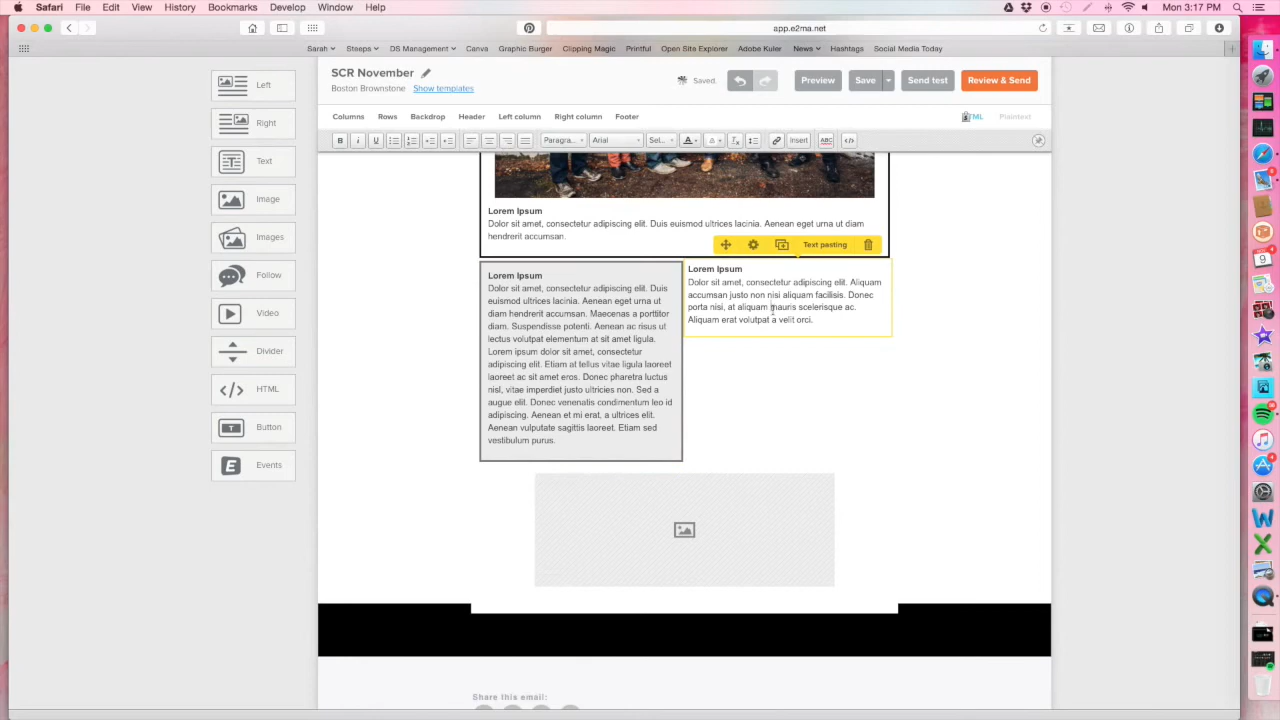 Safari File Edit View History Bookmarks Develop Window Help
Mon 3:17 PM
app.e2ma.net
Sarah Steeps DS Management Canva Graphic Burger Clipping Magic Printful Open Site Explorer Adobe Kuler News Hashtags Social Media Today
SCR November
Boston Brownstone Show templates
Saved.
Preview Save Send test Review & Send
Columns Rows Backdrop Header Left column Right column Footer
HTML Plaintext
B i U Paragra... Arial Sel... A Insert ABC </>
Left
Right
Text
Image
Images
Follow
Video
Divider
HTML
Button
Events
Lorem Ipsum
Dolor sit amet, consectetur adipiscing elit. Duis euismod ultrices lacinia. Aenean eget urna ut diam
hendrerit accumsan.
Text pasting
Lorem Ipsum
Dolor sit amet, consectetur adipiscing elit. Duis
euismod ultrices lacinia. Aenean eget urna ut
diam hendrerit accumsan. Maecenas a porttitor
diam. Suspendisse potenti. Aenean ac risus ut
lectus volutpat elementum at sit amet ligula.
Lorem ipsum dolor sit amet, consectetur
adipiscing elit. Etiam at tellus vitae ligula laoreet
laoreet ac sit amet eros. Donec pharetra luctus
nisl, vitae imperdiet justo ultricies non. Sed a
augue elit. Donec venenatis condimentum leo id
adipiscing. Aenean et mi erat, a ultrices elit.
Aenean vulputate sagittis laoreet. Etiam sed
vestibulum purus.
Lorem Ipsum
Dolor sit amet, consectetur adipiscing elit. Aliquam
accumsan justo non nisi aliquam facilisis. Donec
porta nisi, at aliquam mauris scelerisque ac.
Aliquam erat volutpat a velit orci.
Share this email: